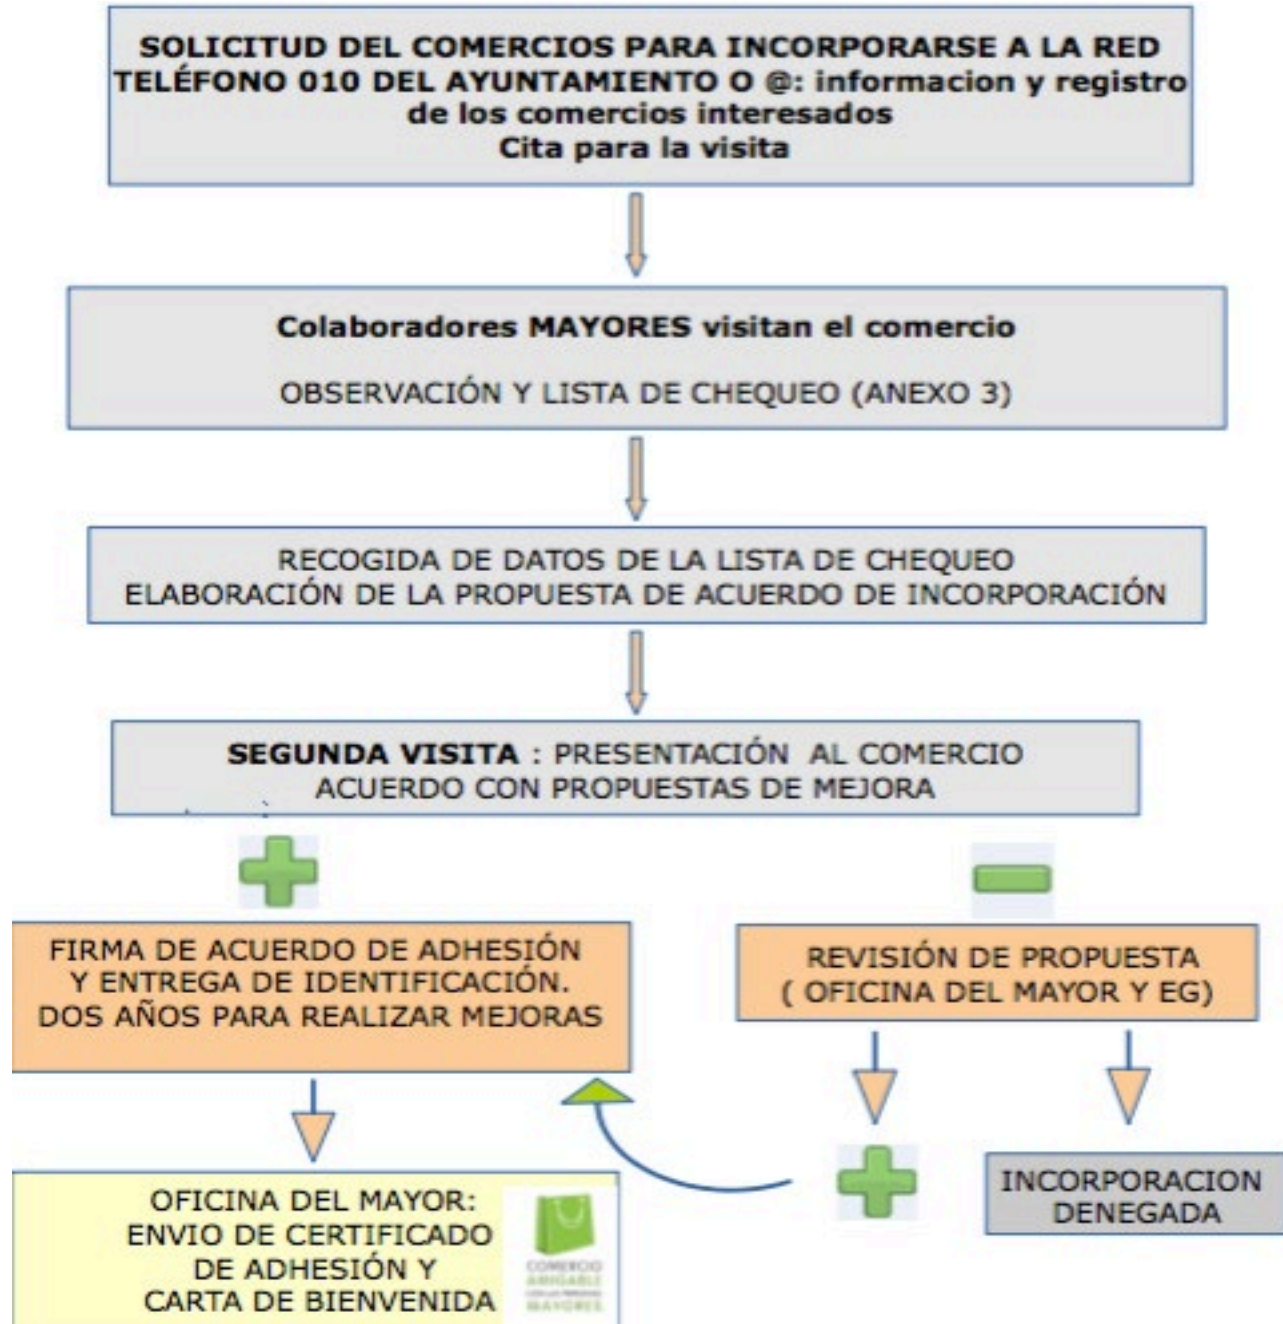 SOLICITUD DEL COMERCIOS PARA INCORPORARSE A LA RED
TELÉFONO 010 DEL AYUNTAMIENTO O @: informacion y registro
de los comercios interesados
Cita para la visita
Colaboradores MAYORES visitan el comercio
OBSERVACIÓN Y LISTA DE CHEQUEO (ANEXO 3)
RECOGIDA DE DATOS DE LA LISTA DE CHEQUEO
ELABORACIÓN DE LA PROPUESTA DE ACUERDO DE INCORPORACIÓN
SEGUNDA VISITA : PRESENTACIÓN AL COMERCIO
ACUERDO CON PROPUESTAS DE MEJORA
FIRMA DE ACUERDO DE ADHESIÓN
Y ENTREGA DE IDENTIFICACIÓN.
DOS AÑOS PARA REALIZAR MEJORAS
REVISIÓN DE PROPUESTA
( OFICINA DEL MAYOR Y EG)
INCORPORACION
DENEGADA
OFICINA DEL MAYOR:
ENVIO DE CERTIFICADO
DE ADHESIÓN Y
CARTA DE BIENVENIDA
COMERCIO
AMIGABLE
CON LAS PERSONAS
MAYORES